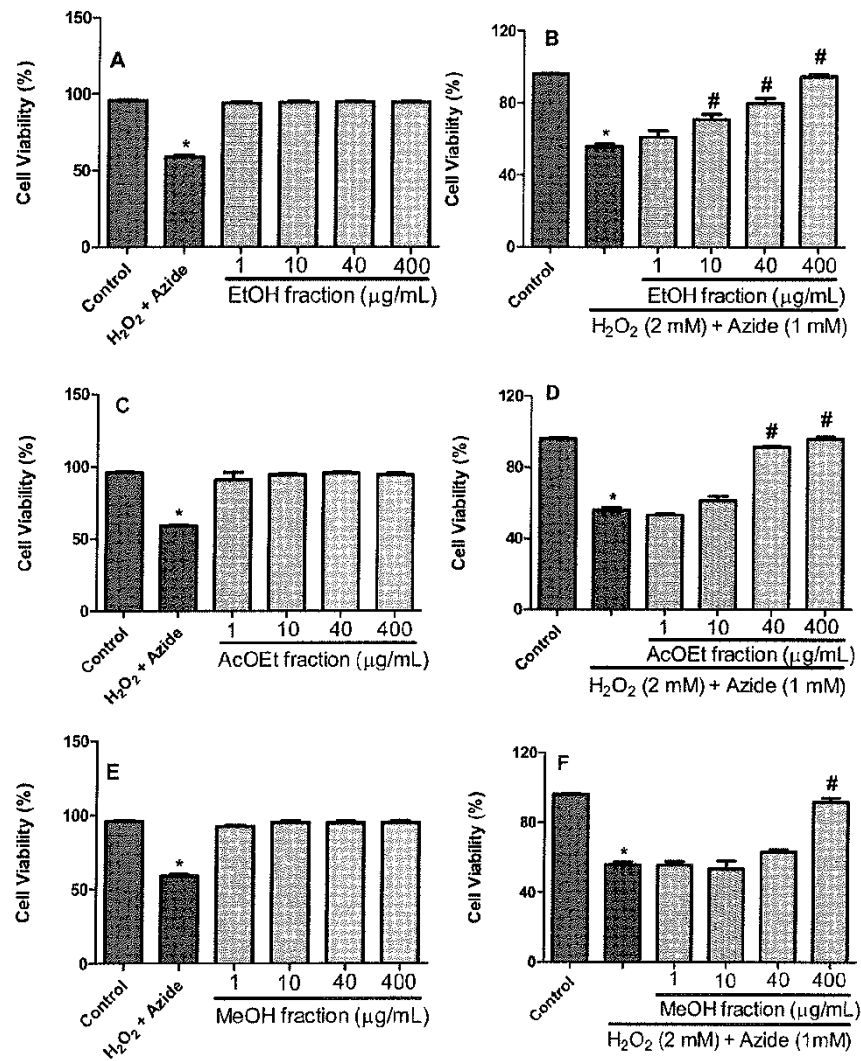 A
Cell Viability (%)
150
100
50
0
*
Control
H₂O₂ + Azide
1 10 40 400
EtOH fraction (μg/mL)
B
Cell Viability (%)
120
80
40
0
*
# # #
Control
1 10 40 400
EtOH fraction (μg/mL)
H₂O₂ (2 mM) + Azide (1 mM)
C
Cell Viability (%)
150
100
50
0
*
Control
H₂O₂ + Azide
1 10 40 400
AcOEt fraction (μg/mL)
D
Cell Viability (%)
120
80
40
0
*
# #
Control
1 10 40 400
AcOEt fraction (μg/mL)
H₂O₂ (2 mM) + Azide (1 mM)
E
Cell Viability (%)
150
100
50
0
*
Control
H₂O₂ + Azide
1 10 40 400
MeOH fraction (μg/mL)
F
Cell Viability (%)
120
80
40
0
*
#
Control
1 10 40 400
MeOH fraction (μg/mL)
H₂O₂ (2 mM) + Azide (1mM)